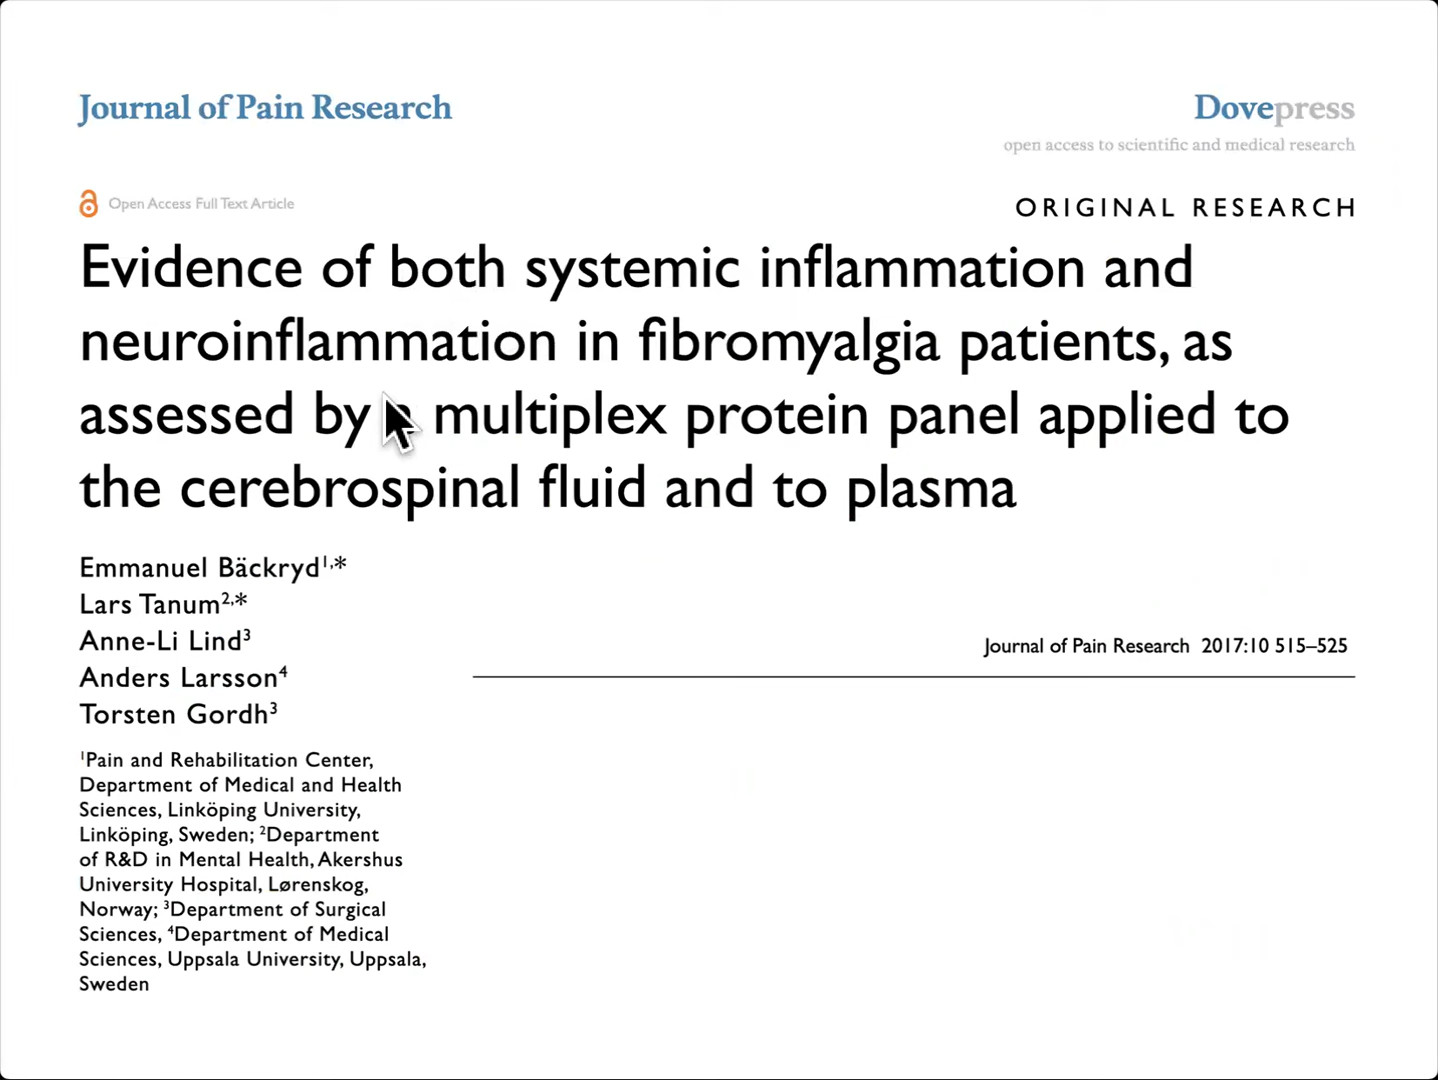 Journal of Pain Research
Dovepress
open access to scientific and medical research
Open Access Full Text Article
ORIGINAL RESEARCH
Evidence of both systemic inflammation and
neuroinflammation in fibromyalgia patients, as
assessed by multiplex protein panel applied to
the cerebrospinal fluid and to plasma
Emmanuel Bäckryd1,*
Lars Tanum2,*
Anne-Li Lind3
Anders Larsson4
Torsten Gordh3
Journal of Pain Research 2017:10 515–525
1Pain and Rehabilitation Center,
Department of Medical and Health
Sciences, Linköping University,
Linköping, Sweden; 2Department
of R&D in Mental Health, Akershus
University Hospital, Lørenskog,
Norway; 3Department of Surgical
Sciences, 4Department of Medical
Sciences, Uppsala University, Uppsala,
Sweden